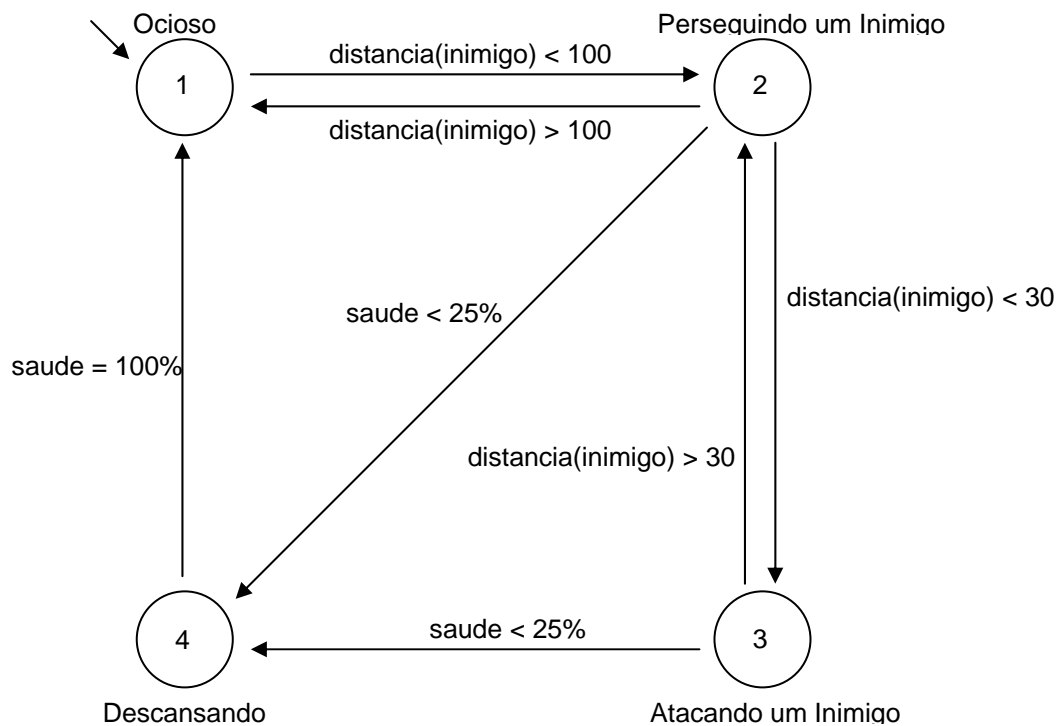 Ocioso
Perseguindo um Inimigo
distancia(inimigo) < 100
1
2
distancia(inimigo) > 100
distancia(inimigo) < 30
saude < 25%
saude = 100%
distancia(inimigo) > 30
saude < 25%
4
3
Descansando
Atacando um Inimigo